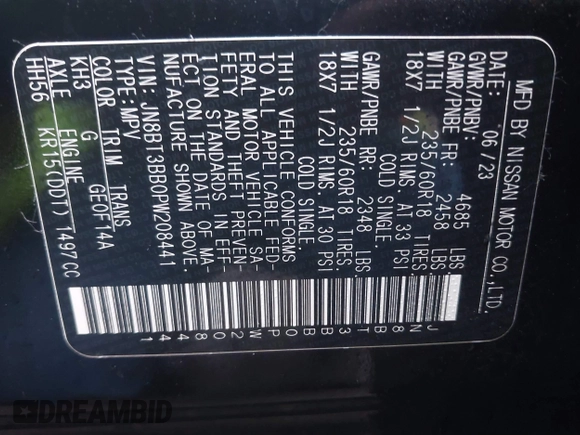 MFD BY NISSAN MOTOR CO.,LTD.
06/23
GVWR/PNBV: 4685 LBS
GAWR/PNBE FR: 2458 LBS
WITH 235/60R18 TIRES
18X7 1/2J RIMS. AT 33 PSI
COLD SINGLE
GAWR/PNBE RR: 2348 LBS
WITH 235/60R18 TIRES.
18X7 1/2J RIMS. AT 30 PSI
COLD SINGLE
THIS VEHICLE CONFORMS
TO ALL APPLICABLE FED-
ERAL MOTOR VEHICLE SA-
FETY AND THEFT PREVEN-
TION STANDARDS IN EFF-
ECT ON THE DATE OF MA-
NUFACTURE SHOWN ABOVE.
VIN: JN8BT3BB0PW208441
TYPE: MPV
COLOR TRIM TRANS
KH3 G GE0F14A
AXLE ENGINE
HH56 KR15(DDT) 1497CC
JN8BT3BB0PW208441
DREAMBID